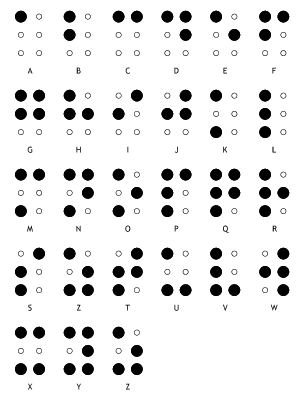 A B C D E F
G H I J K L
M N O P Q R
S Z T U V W
X Y Z